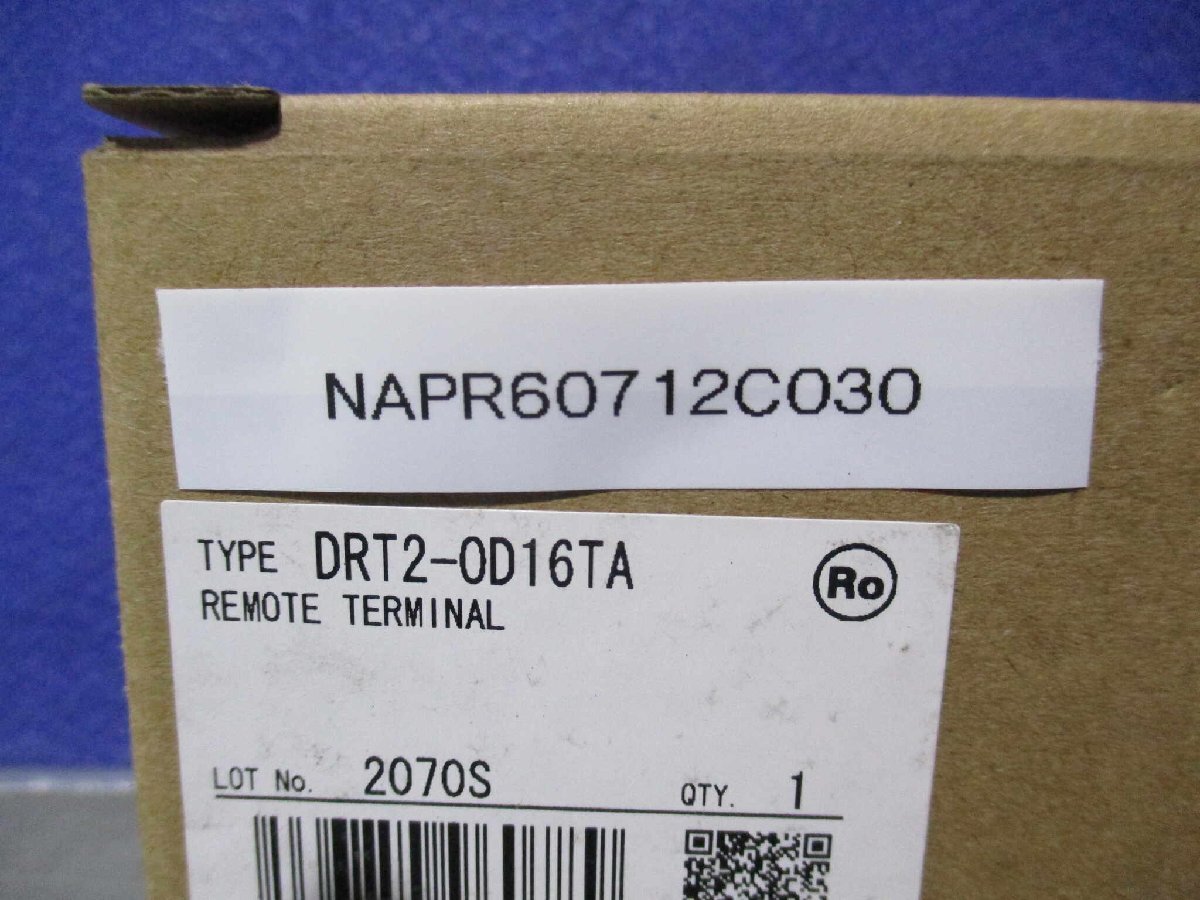 NAPR60712C030
TYPE DRT2-OD16TA
Ro
REMOTE TERMINAL
LOT No. 2070S
QTY. 1